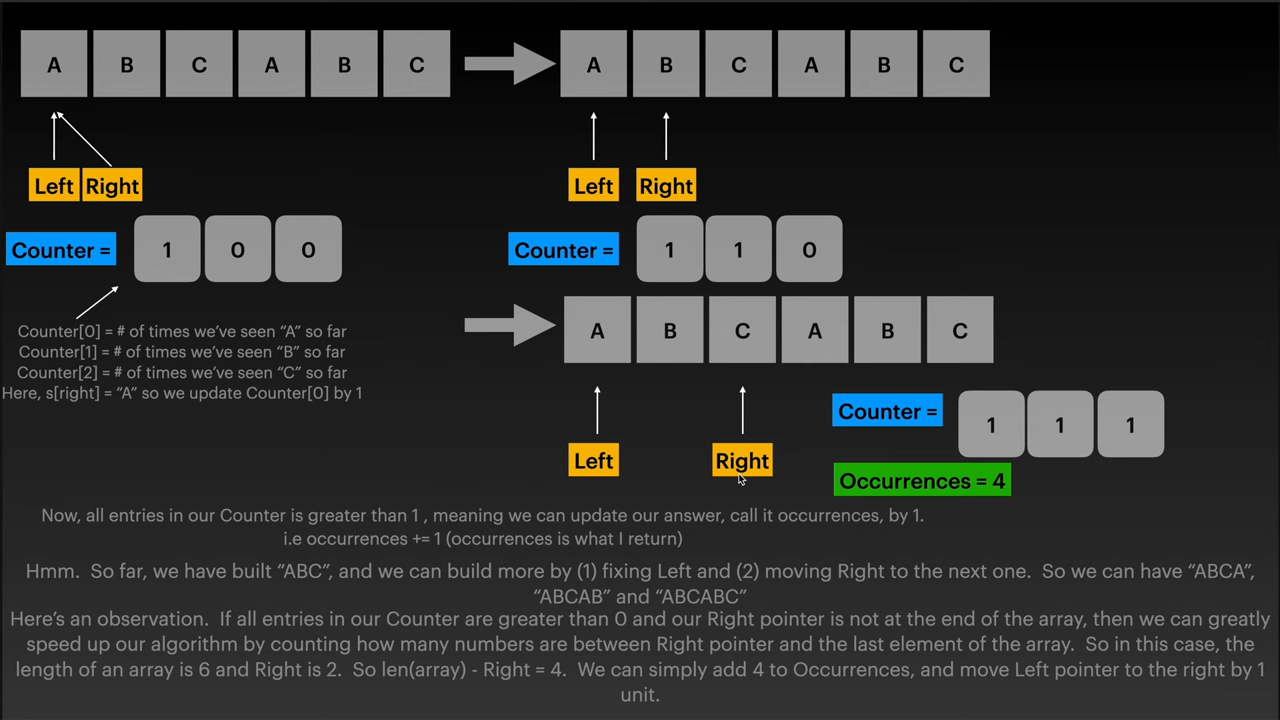 A B C A B C
A B C A B C
Left Right
Left Right
Counter = 1 0 0
Counter = 1 1 0
Counter[0] = # of times we’ve seen “A” so far
Counter[1] = # of times we’ve seen “B” so far
Counter[2] = # of times we’ve seen “C“ so far
Here, s[right] = “A” so we update Counter[0] by 1
A B C A B C
Left Right
Counter = 1 1 1
Occurrences = 4
Now, all entries in our Counter is greater than 1 , meaning we can update our answer, call it occurrences, by 1.
i.e occurrences += 1 (occurrences is what I return)
Hmm. So far, we have built “ABC”, and we can build more by (1) fixing Left and (2) moving Right to the next one. So we can have “ABCA”,
“ABCAB” and “ABCABC”
Here’s an observation. If all entries in our Counter are greater than 0 and our Right pointer is not at the end of the array, then we can greatly
speed up our algorithm by counting how many numbers are between Right pointer and the last element of the array. So in this case, the
length of an array is 6 and Right is 2. So len(array) - Right = 4. We can simply add 4 to Occurrences, and move Left pointer to the right by 1
unit.